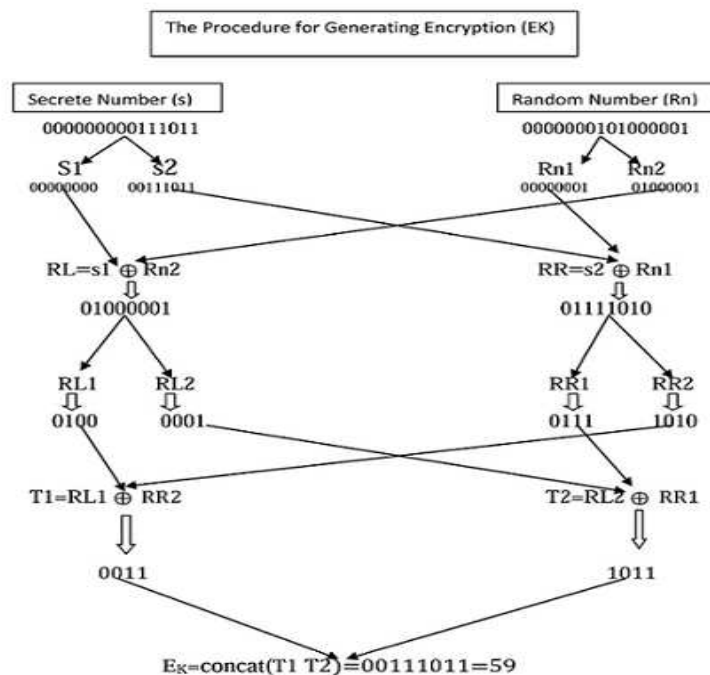 The Procedure for Generating Encryption (EK)
Secrete Number (s)
Random Number (Rn)
0000000000111011
0000000101000001
S1 s2 Rn1 Rn2
00000000 00111011 00000001 01000001
RL=s1 ⊕ Rn2 RR=s2 ⊕ Rn1
01000001 01111010
RL1 RL2 RR1 RR2
0100 0001 0111 1010
T1=RL1 ⊕ RR2 T2=RL2 ⊕ RR1
0011 1011
EK=concat(T1 T2)=00111011=59